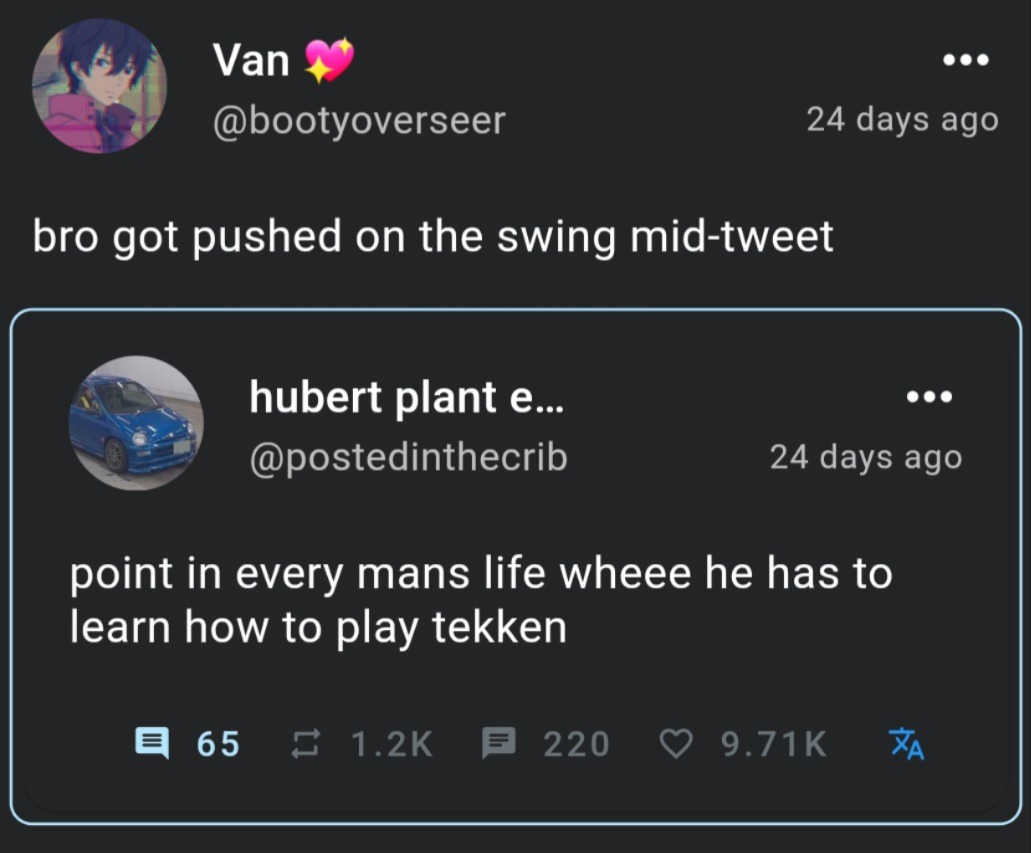 Van 💖
@bootyoverseer
24 days ago
bro got pushed on the swing mid-tweet
hubert plant e...
@postedinthecrib
24 days ago
point in every mans life wheee he has to
learn how to play tekken
65 1.2K 220 9.71K